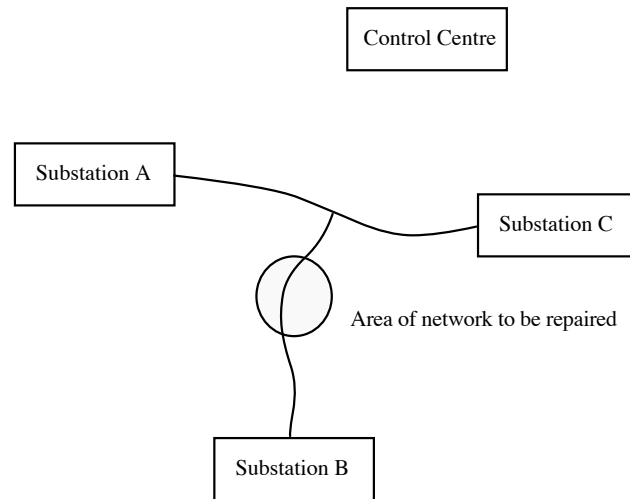 Control Centre
Substation A
Substation C
Area of network to be repaired
Substation B